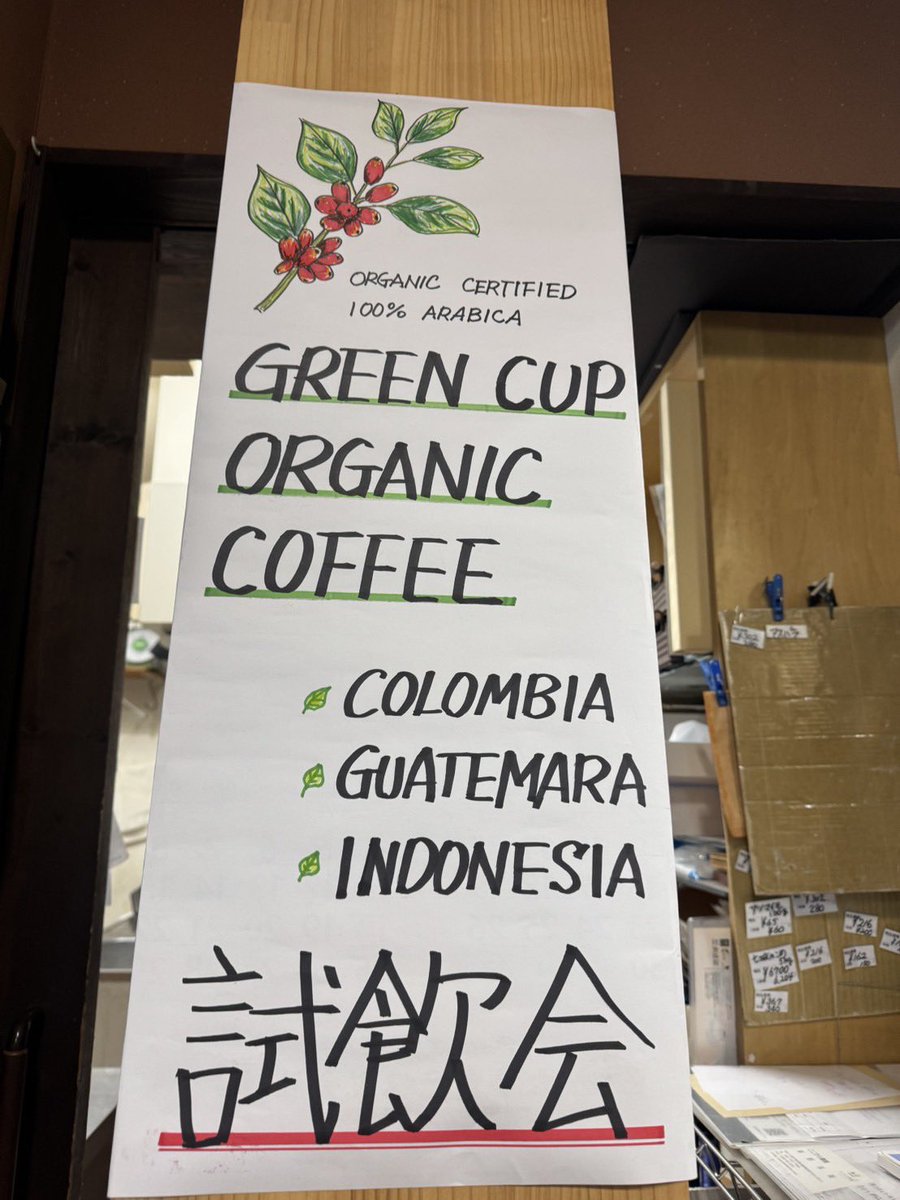 ORGANIC CERTIFIED
100% ARABICA
GREEN CUP
ORGANIC
COFFEE
COLOMBIA
GUATEMARA
INDONESIA
試飲会